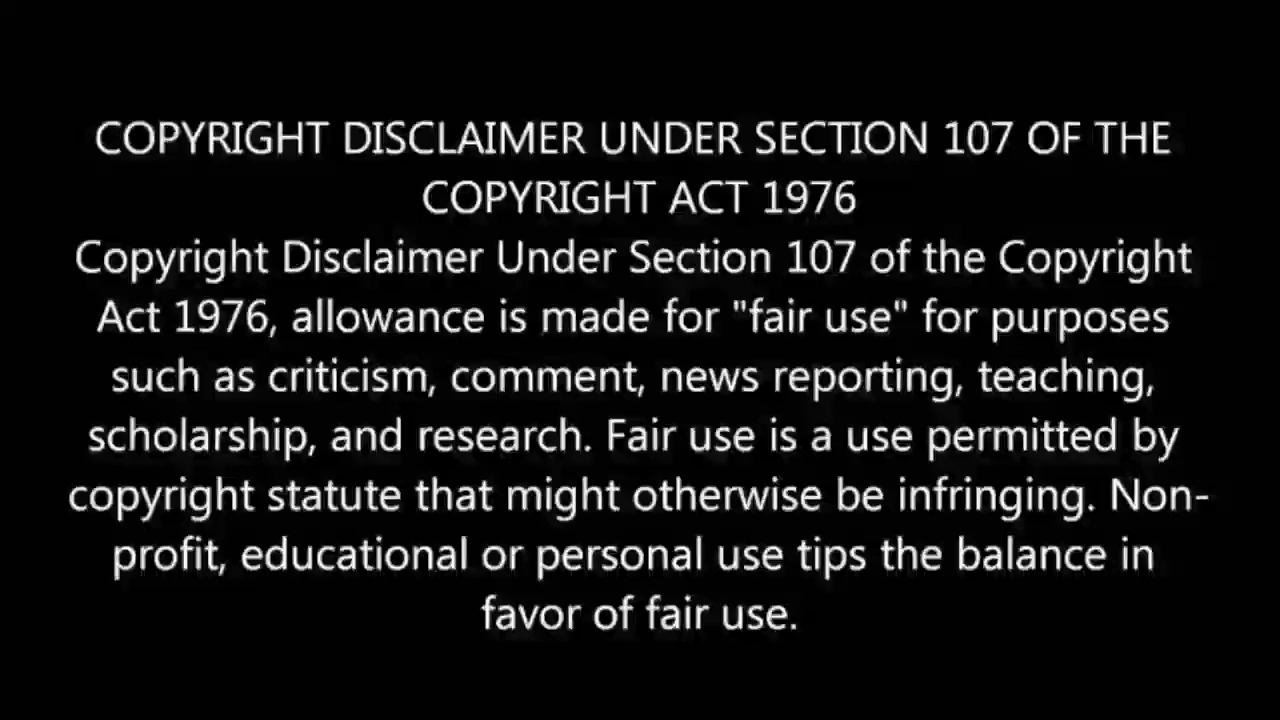 COPYRIGHT DISCLAIMER UNDER SECTION 107 OF THE
COPYRIGHT ACT 1976
Copyright Disclaimer Under Section 107 of the Copyright
Act 1976, allowance is made for "fair use" for purposes
such as criticism, comment, news reporting, teaching,
scholarship, and research. Fair use is a use permitted by
copyright statute that might otherwise be infringing. Non-
profit, educational or personal use tips the balance in
favor of fair use.